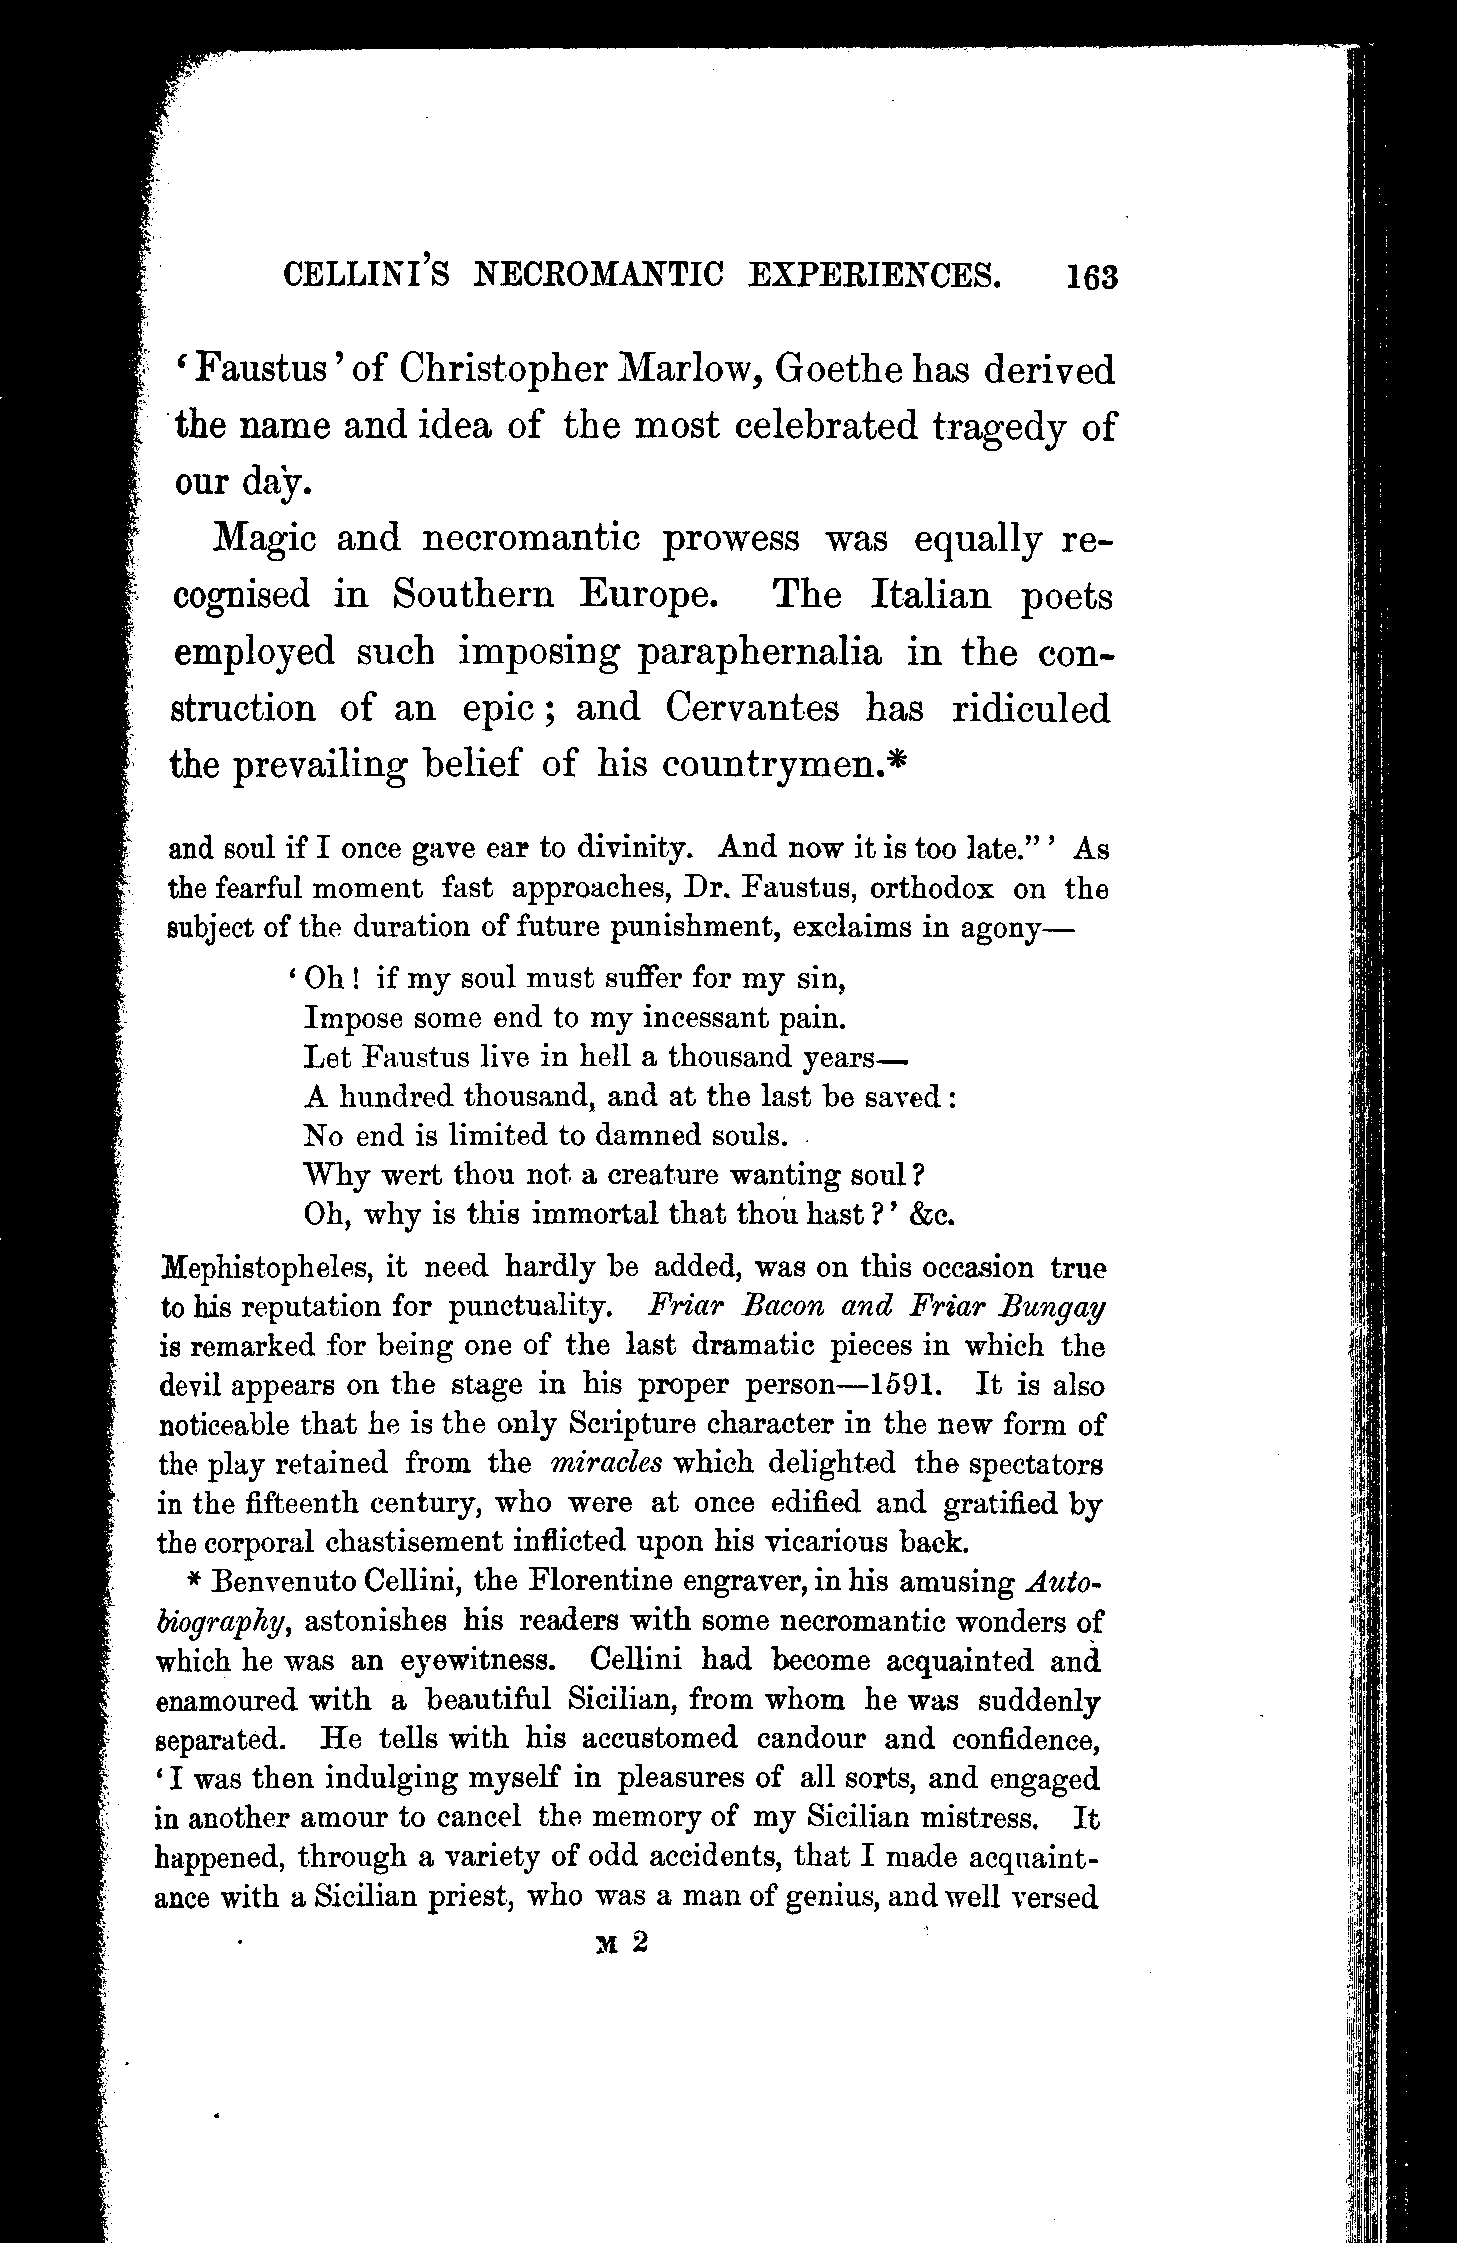 CELLINI'S NECROMANTIC EXPERIENCES. 163
‘Faustus’ of Christopher Marlow, Goethe has derived
the name and idea of the most celebrated tragedy of
our day.
Magic and necromantic prowess was equally re-
cognised in Southern Europe. The Italian poets
employed such imposing paraphernalia in the con-
struction of an epic; and Cervantes has ridiculed
the prevailing belief of his countrymen.*
and soul if I once gave ear to divinity. And now it is too late.”’ As
the fearful moment fast approaches, Dr. Faustus, orthodox on the
subject of the duration of future punishment, exclaims in agony—
‘Oh! if my soul must suffer for my sin,
Impose some end to my incessant pain.
Let Faustus live in hell a thousand years—
A hundred thousand, and at the last be saved:
No end is limited to damned souls.
Why wert thou not a creature wanting soul?
Oh, why is this immortal that thou hast?’ &c.
Mephistopheles, it need hardly be added, was on this occasion true
to his reputation for punctuality. Friar Bacon and Friar Bungay
is remarked for being one of the last dramatic pieces in which the
devil appears on the stage in his proper person—1591. It is also
noticeable that he is the only Scripture character in the new form of
the play retained from the miracles which delighted the spectators
in the fifteenth century, who were at once edified and gratified by
the corporal chastisement inflicted upon his vicarious back.
* Benvenuto Cellini, the Florentine engraver, in his amusing Auto-
biography, astonishes his readers with some necromantic wonders of
which he was an eyewitness. Cellini had become acquainted and
enamoured with a beautiful Sicilian, from whom he was suddenly
separated. He tells with his accustomed candour and confidence,
‘I was then indulging myself in pleasures of all sorts, and engaged
in another amour to cancel the memory of my Sicilian mistress. It
happened, through a variety of odd accidents, that I made acquaint-
ance with a Sicilian priest, who was a man of genius, and well versed
M 2